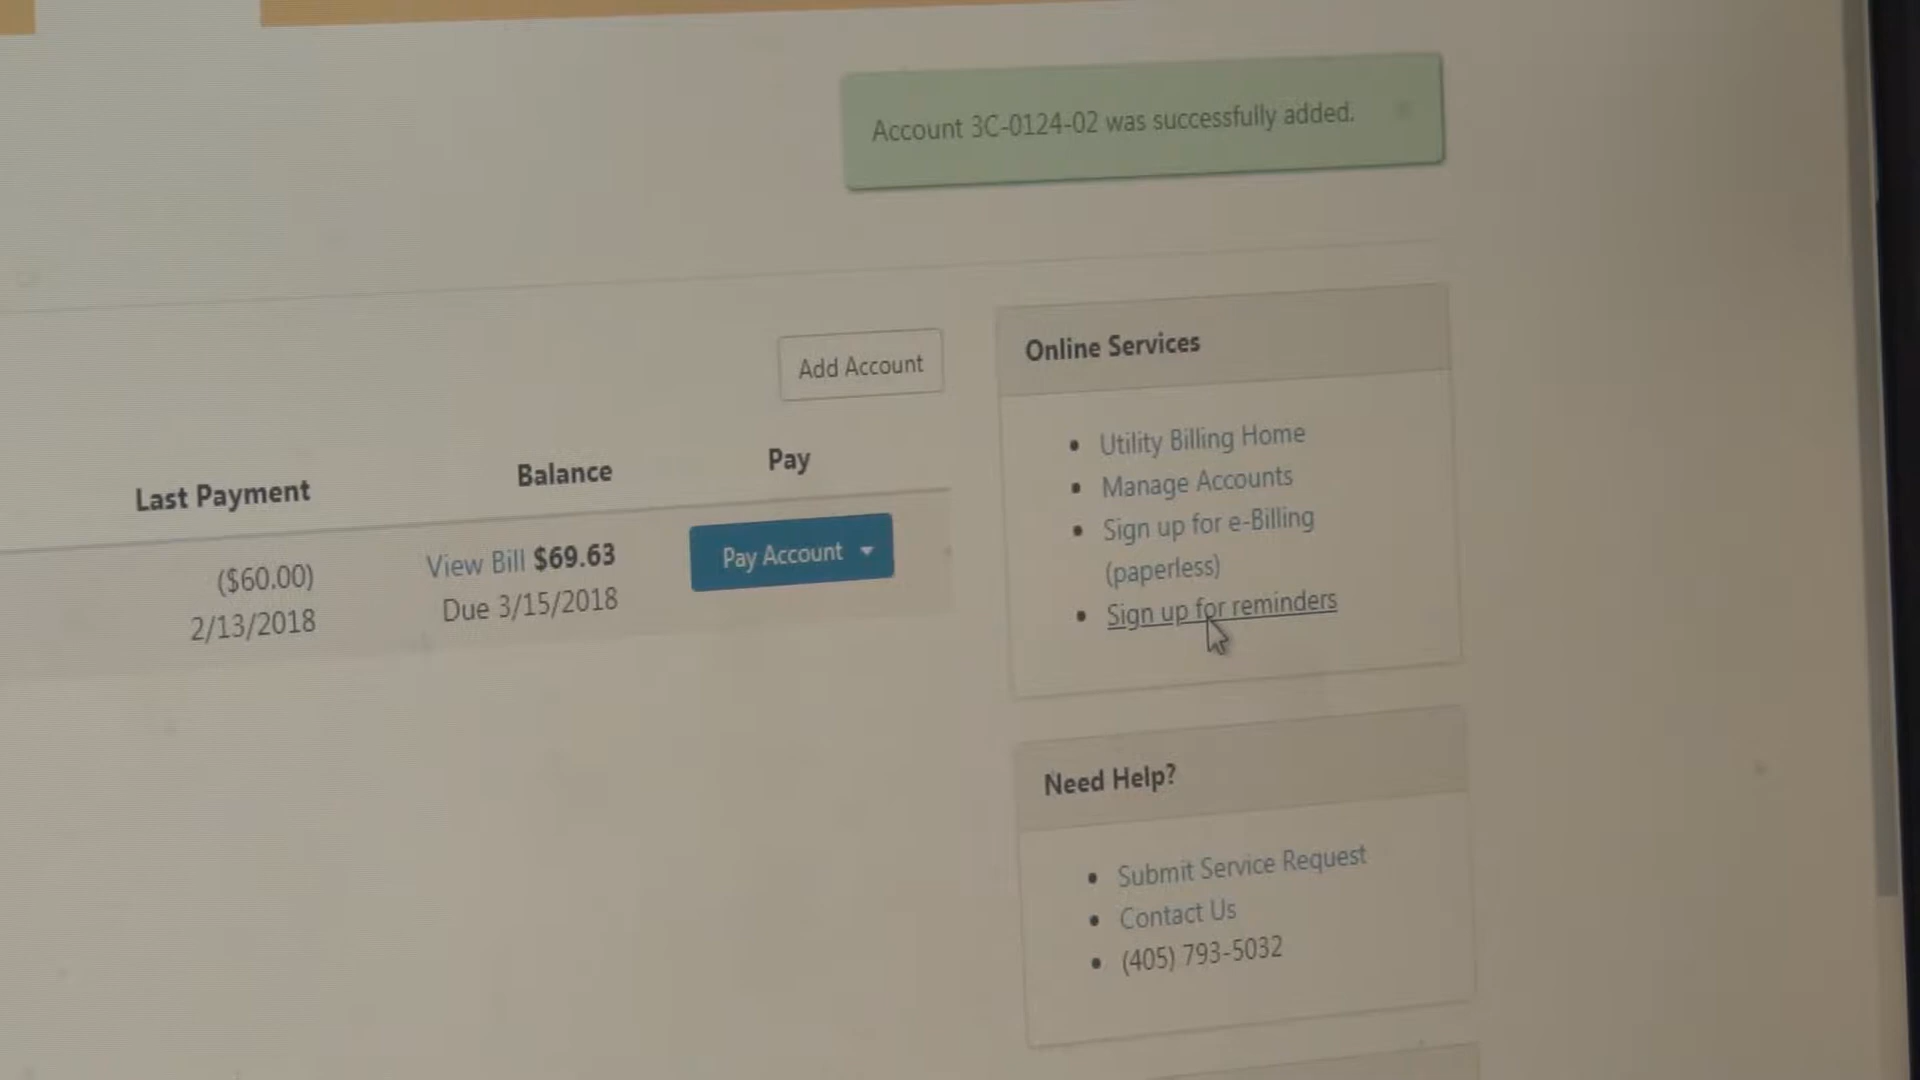 Account 3C-0124-02 was successfully added.
Add Account
Last Payment
Balance
Pay
($60.00)
2/13/2018
View Bill $69.63
Due 3/15/2018
Pay Account
Online Services
Utility Billing Home
Manage Accounts
Sign up for e-Billing
(paperless)
Sign up for reminders
Need Help?
Submit Service Request
Contact Us
(405) 793-5032